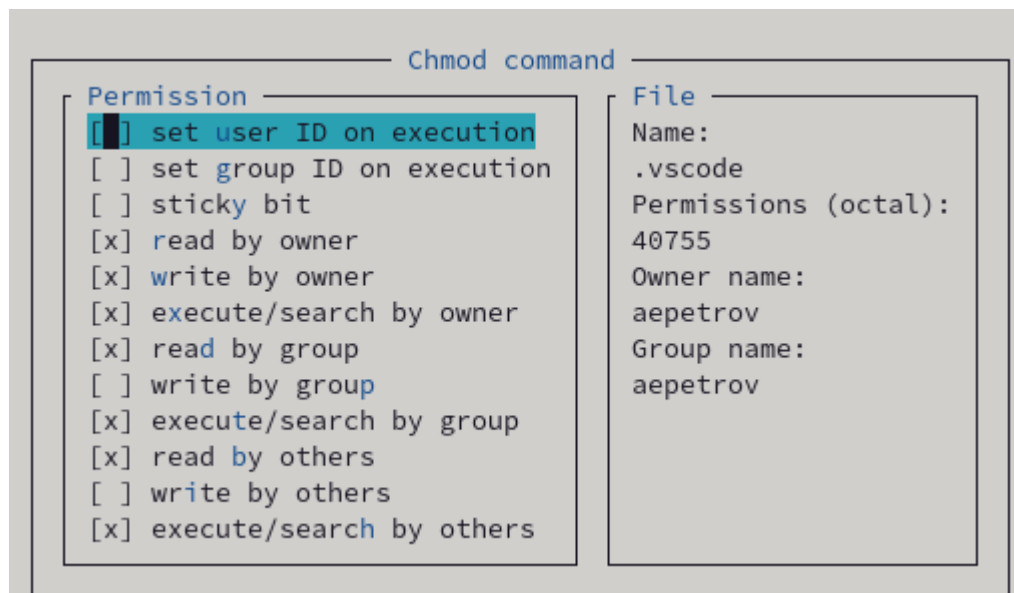 Chmod command
Permission
[ ] set user ID on execution
[ ] set group ID on execution
[ ] sticky bit
[x] read by owner
[x] write by owner
[x] execute/search by owner
[x] read by group
[ ] write by group
[x] execute/search by group
[x] read by others
[ ] write by others
[x] execute/search by others
File
Name:
.vscode
Permissions (octal):
40755
Owner name:
aepetrov
Group name:
aepetrov